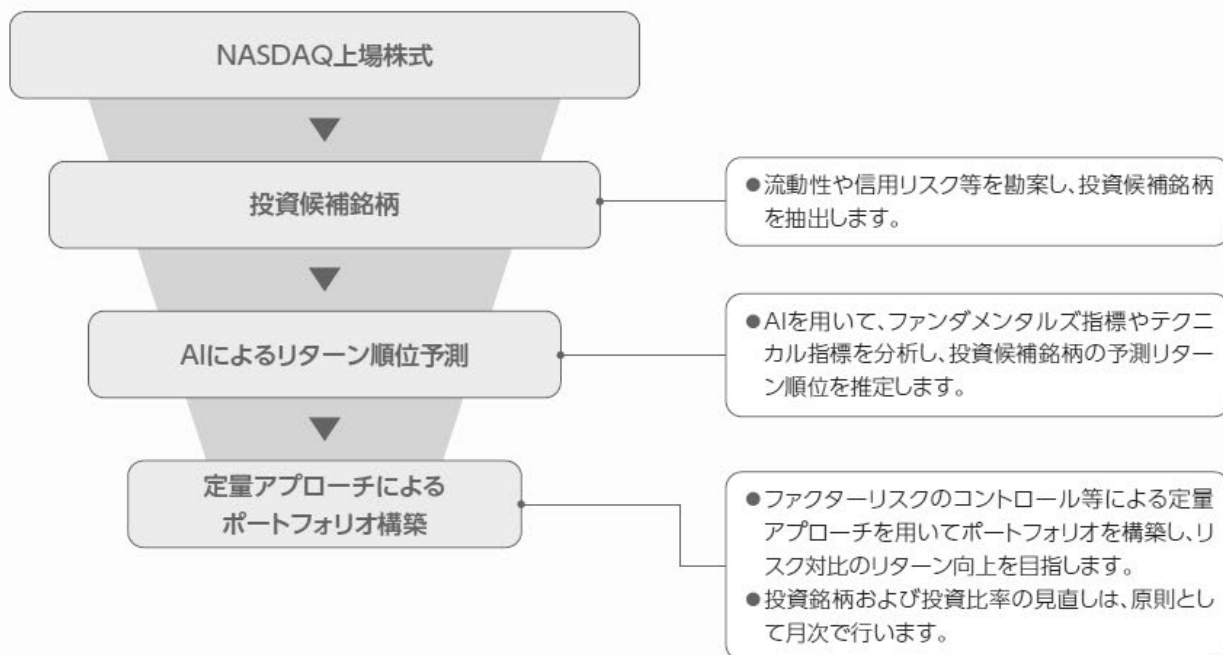 NASDAQ上場株式
投資候補銘柄
●流動性や信用リスク等を勘案し、投資候補銘柄
を抽出します。
AIによるリターン順位予測
●AIを用いて、ファンダメンタルズ指標やテクニ
カル指標を分析し、投資候補銘柄の予測リター
ン順位を推定します。
定量アプローチによる
ポートフォリオ構築
●ファクターリスクのコントロール等による定量
アプローチを用いてポートフォリオを構築し、リ
スク対比のリターン向上を目指します。
●投資銘柄および投資比率の見直しは、原則とし
て月次で行います。